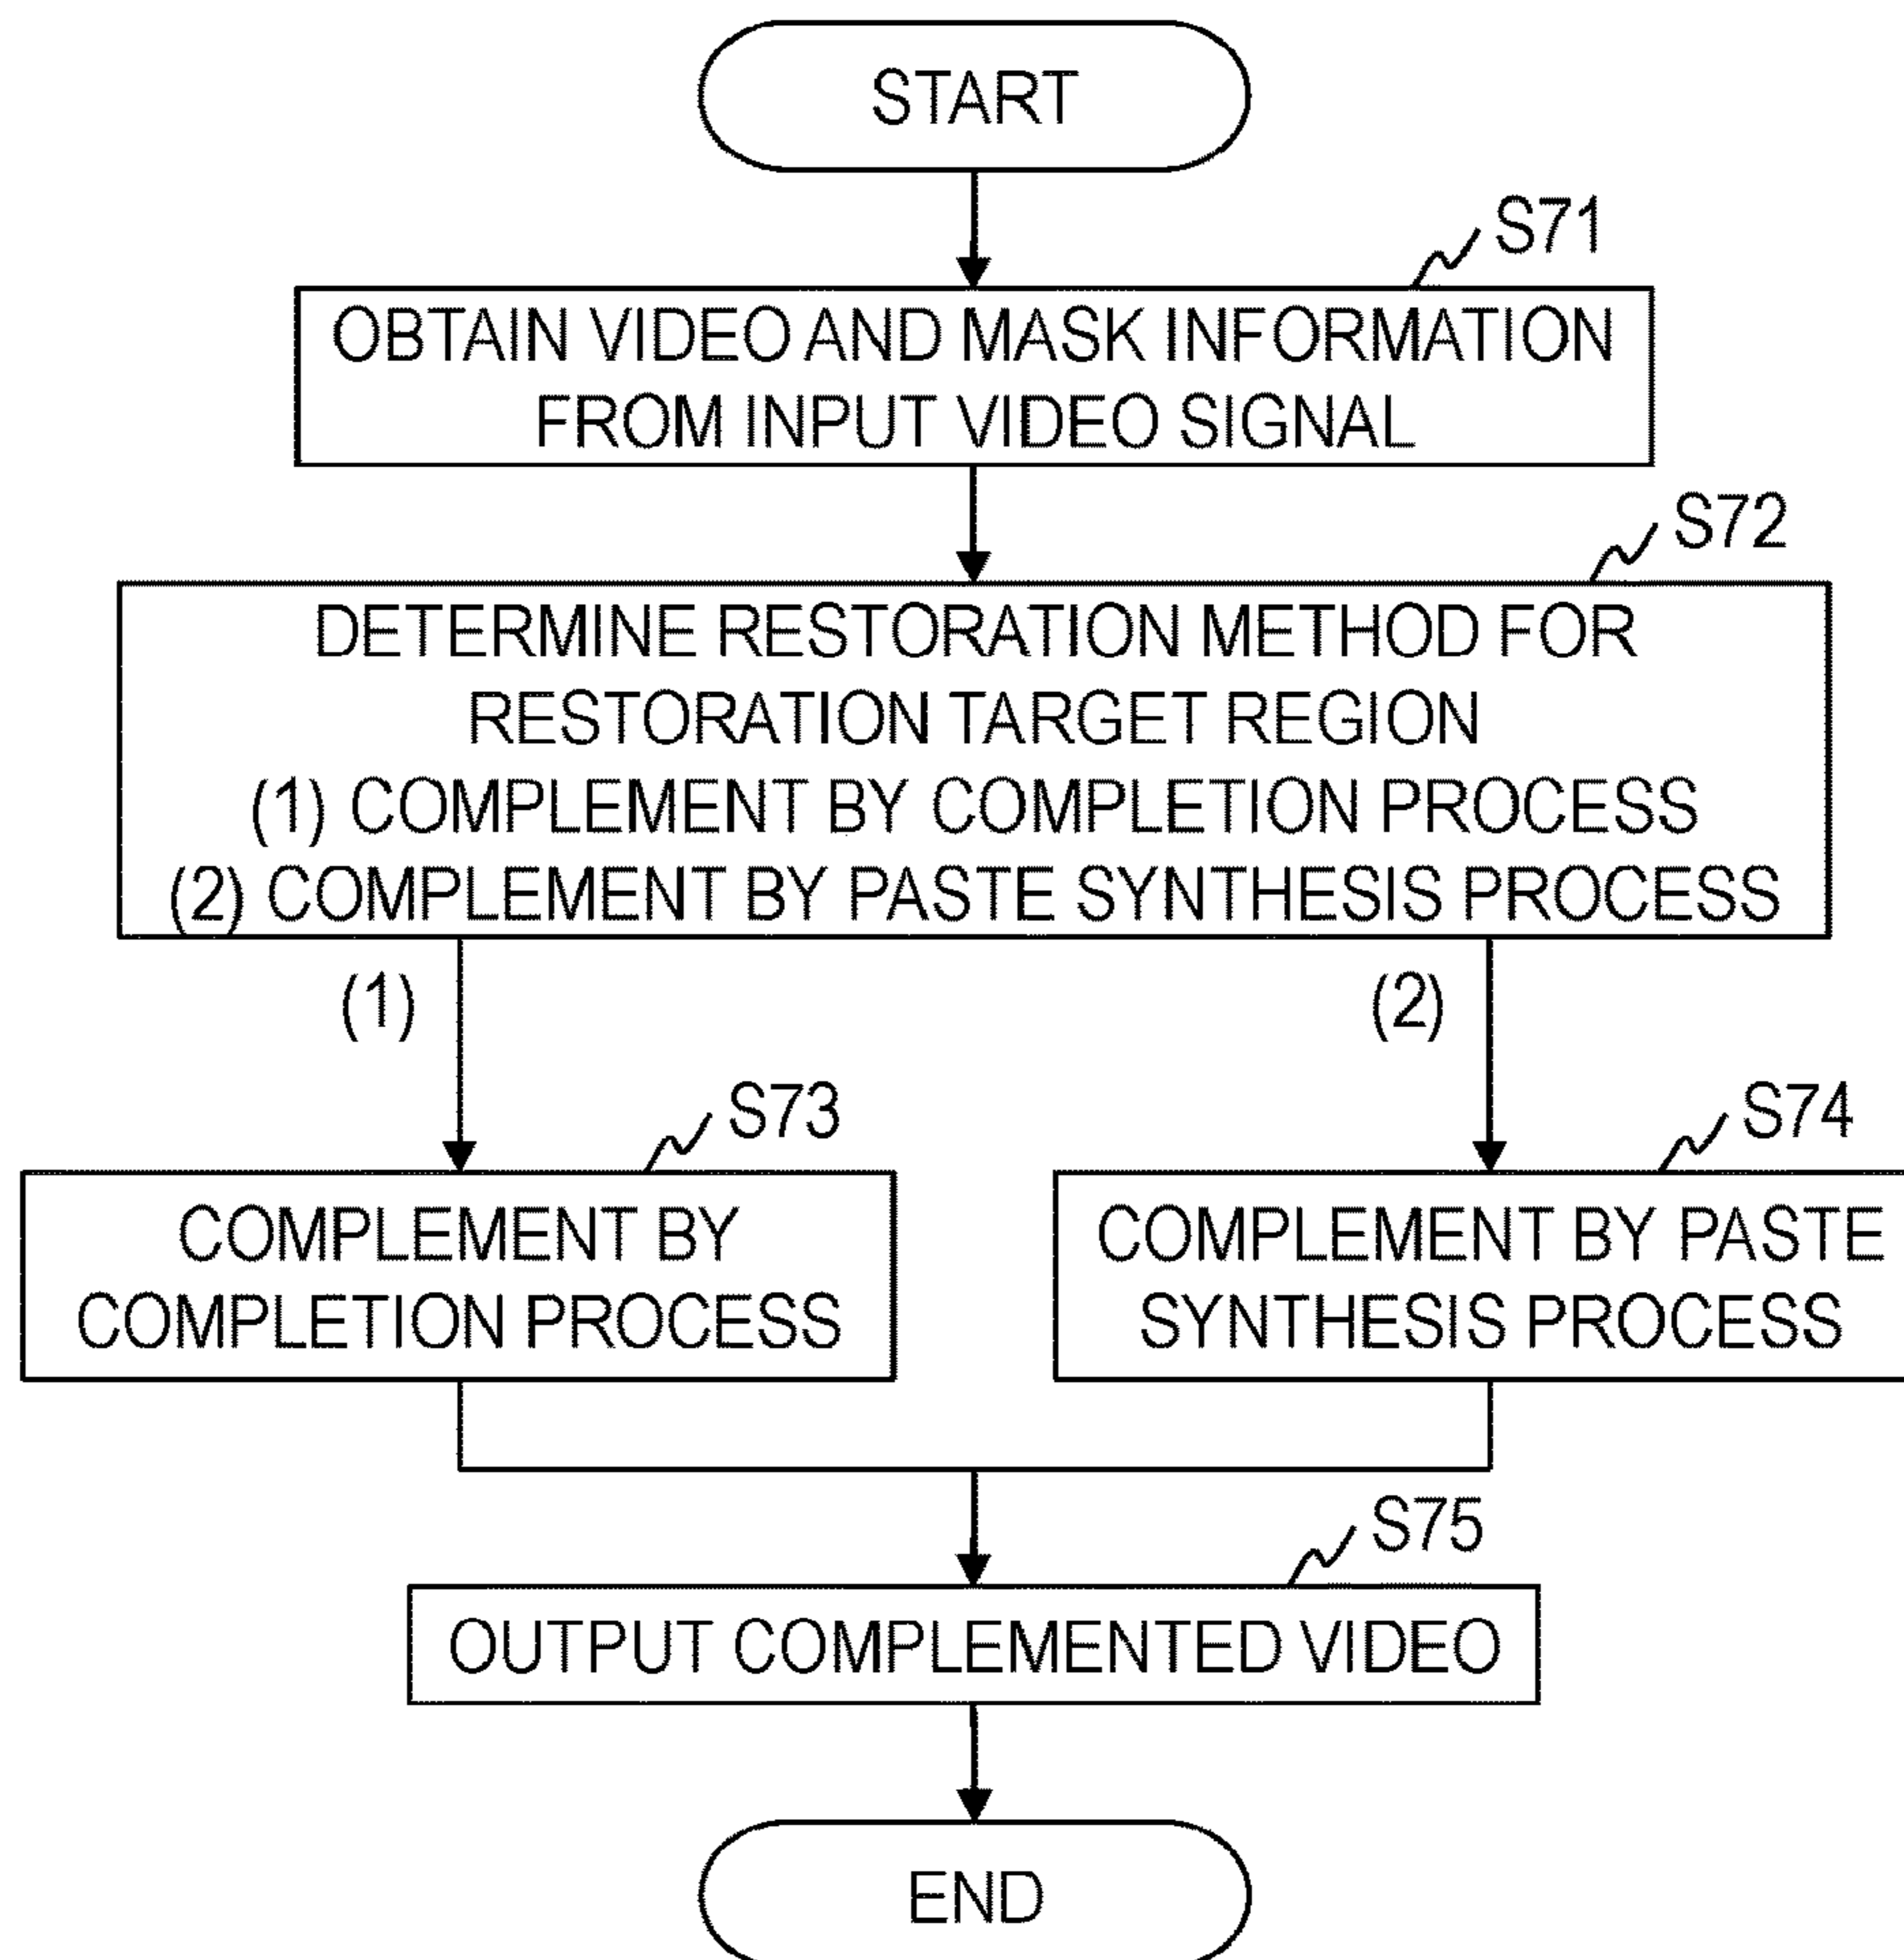 START
S71
OBTAIN VIDEO AND MASK INFORMATION
FROM INPUT VIDEO SIGNAL
S72
DETERMINE RESTORATION METHOD FOR
RESTORATION TARGET REGION
(1) COMPLEMENT BY COMPLETION PROCESS
(2) COMPLEMENT BY PASTE SYNTHESIS PROCESS
(1)
(2)
S73
COMPLEMENT BY
COMPLETION PROCESS
S74
COMPLEMENT BY PASTE
SYNTHESIS PROCESS
S75
OUTPUT COMPLEMENTED VIDEO
END